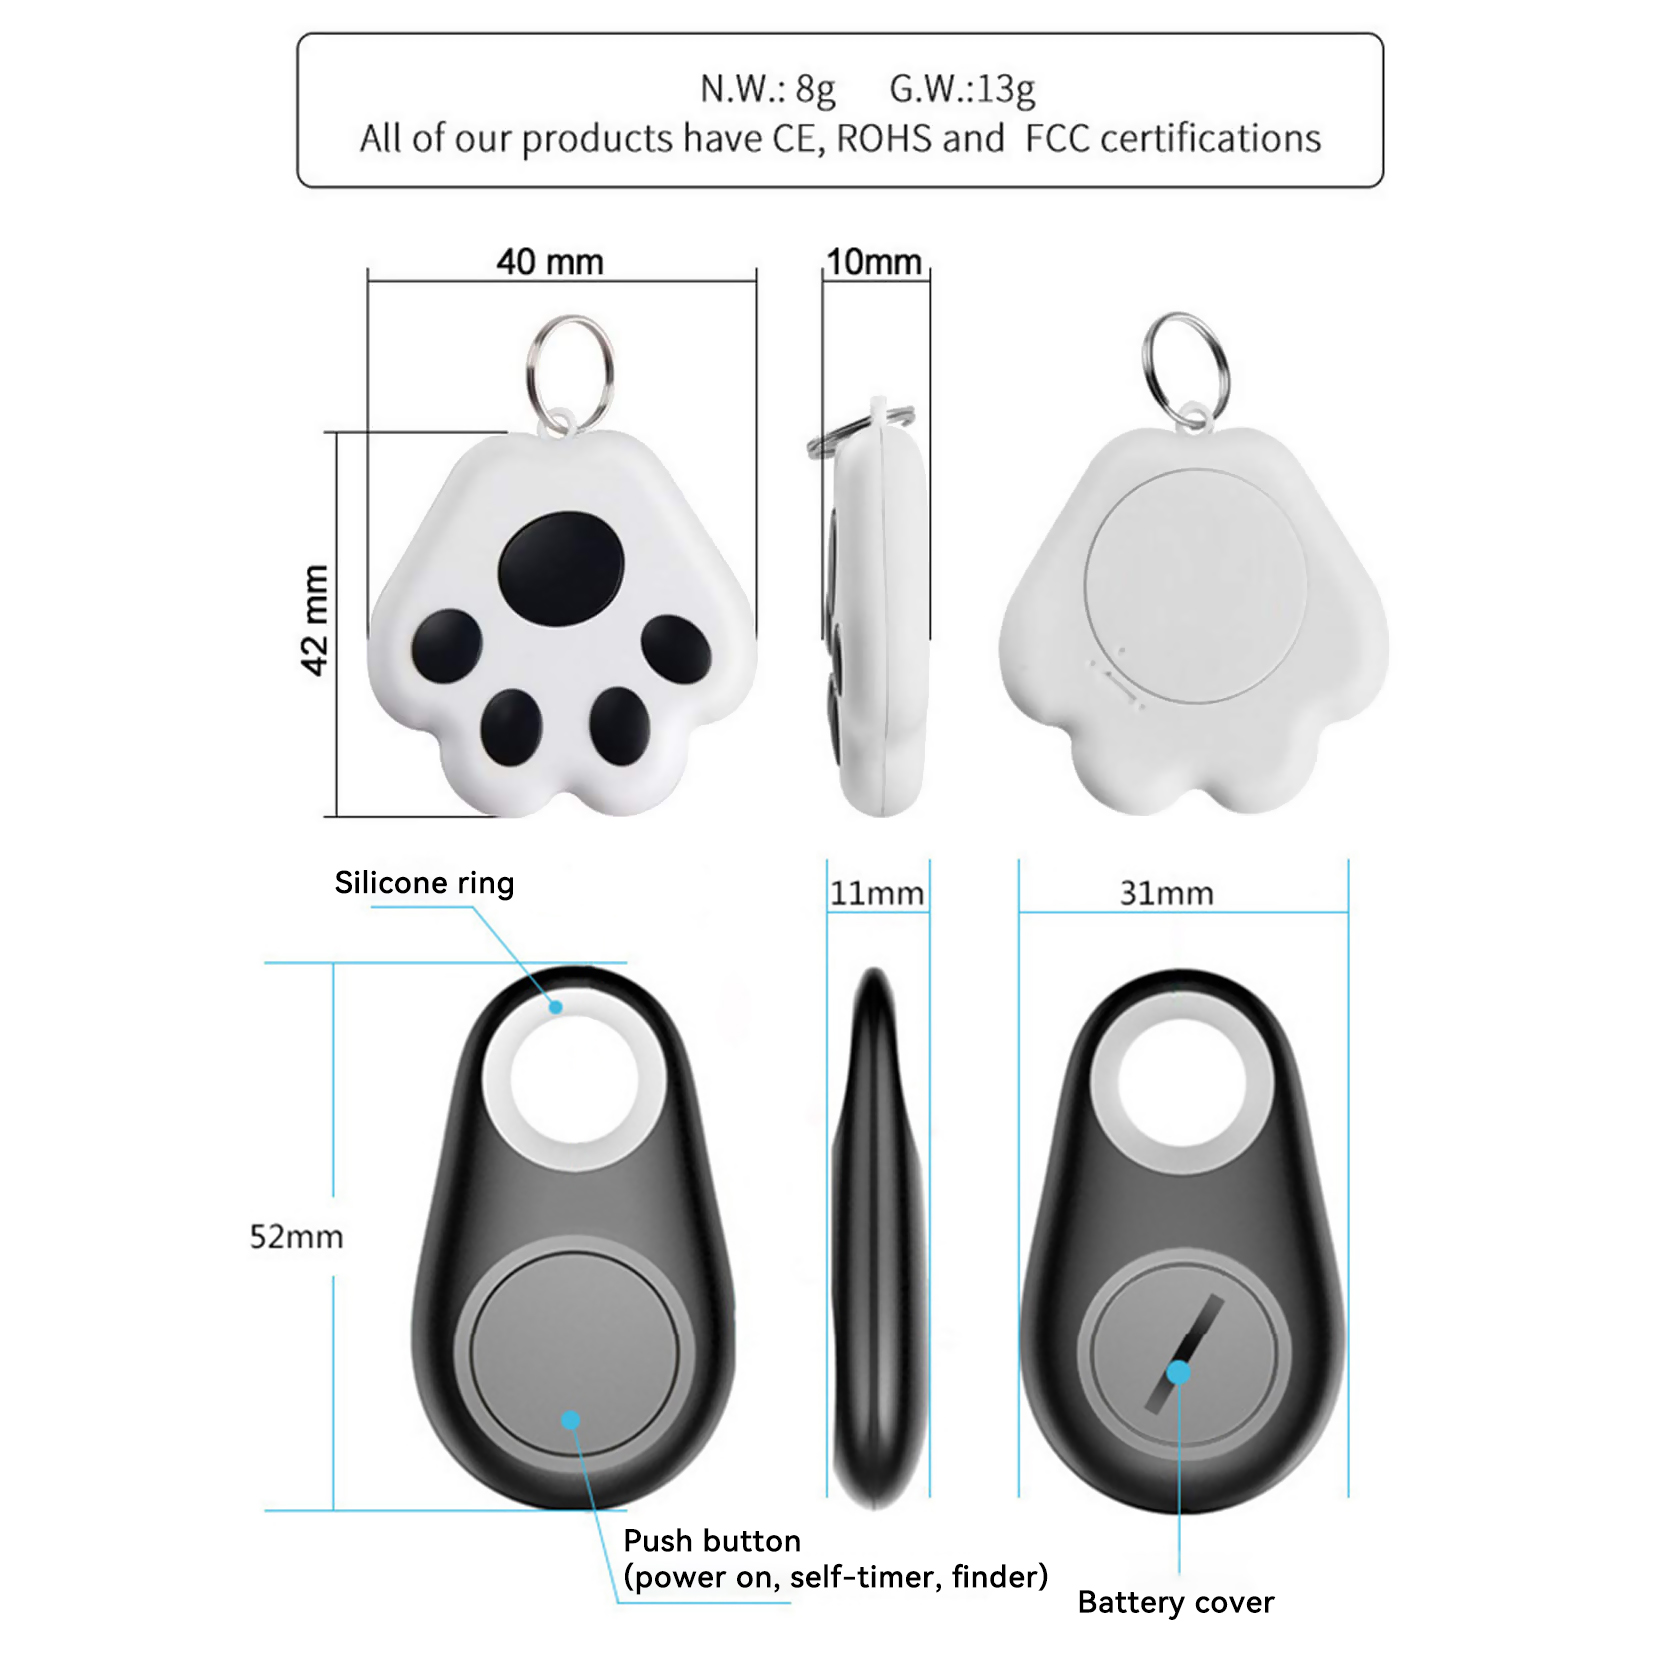 N.W.: 8g G.W.:13g
All of our products have CE, ROHS and FCC certifications
40 mm
10mm
42 mm
Silicone ring
11mm
31mm
52mm
Push button
(power on, self-timer, finder)
Battery cover